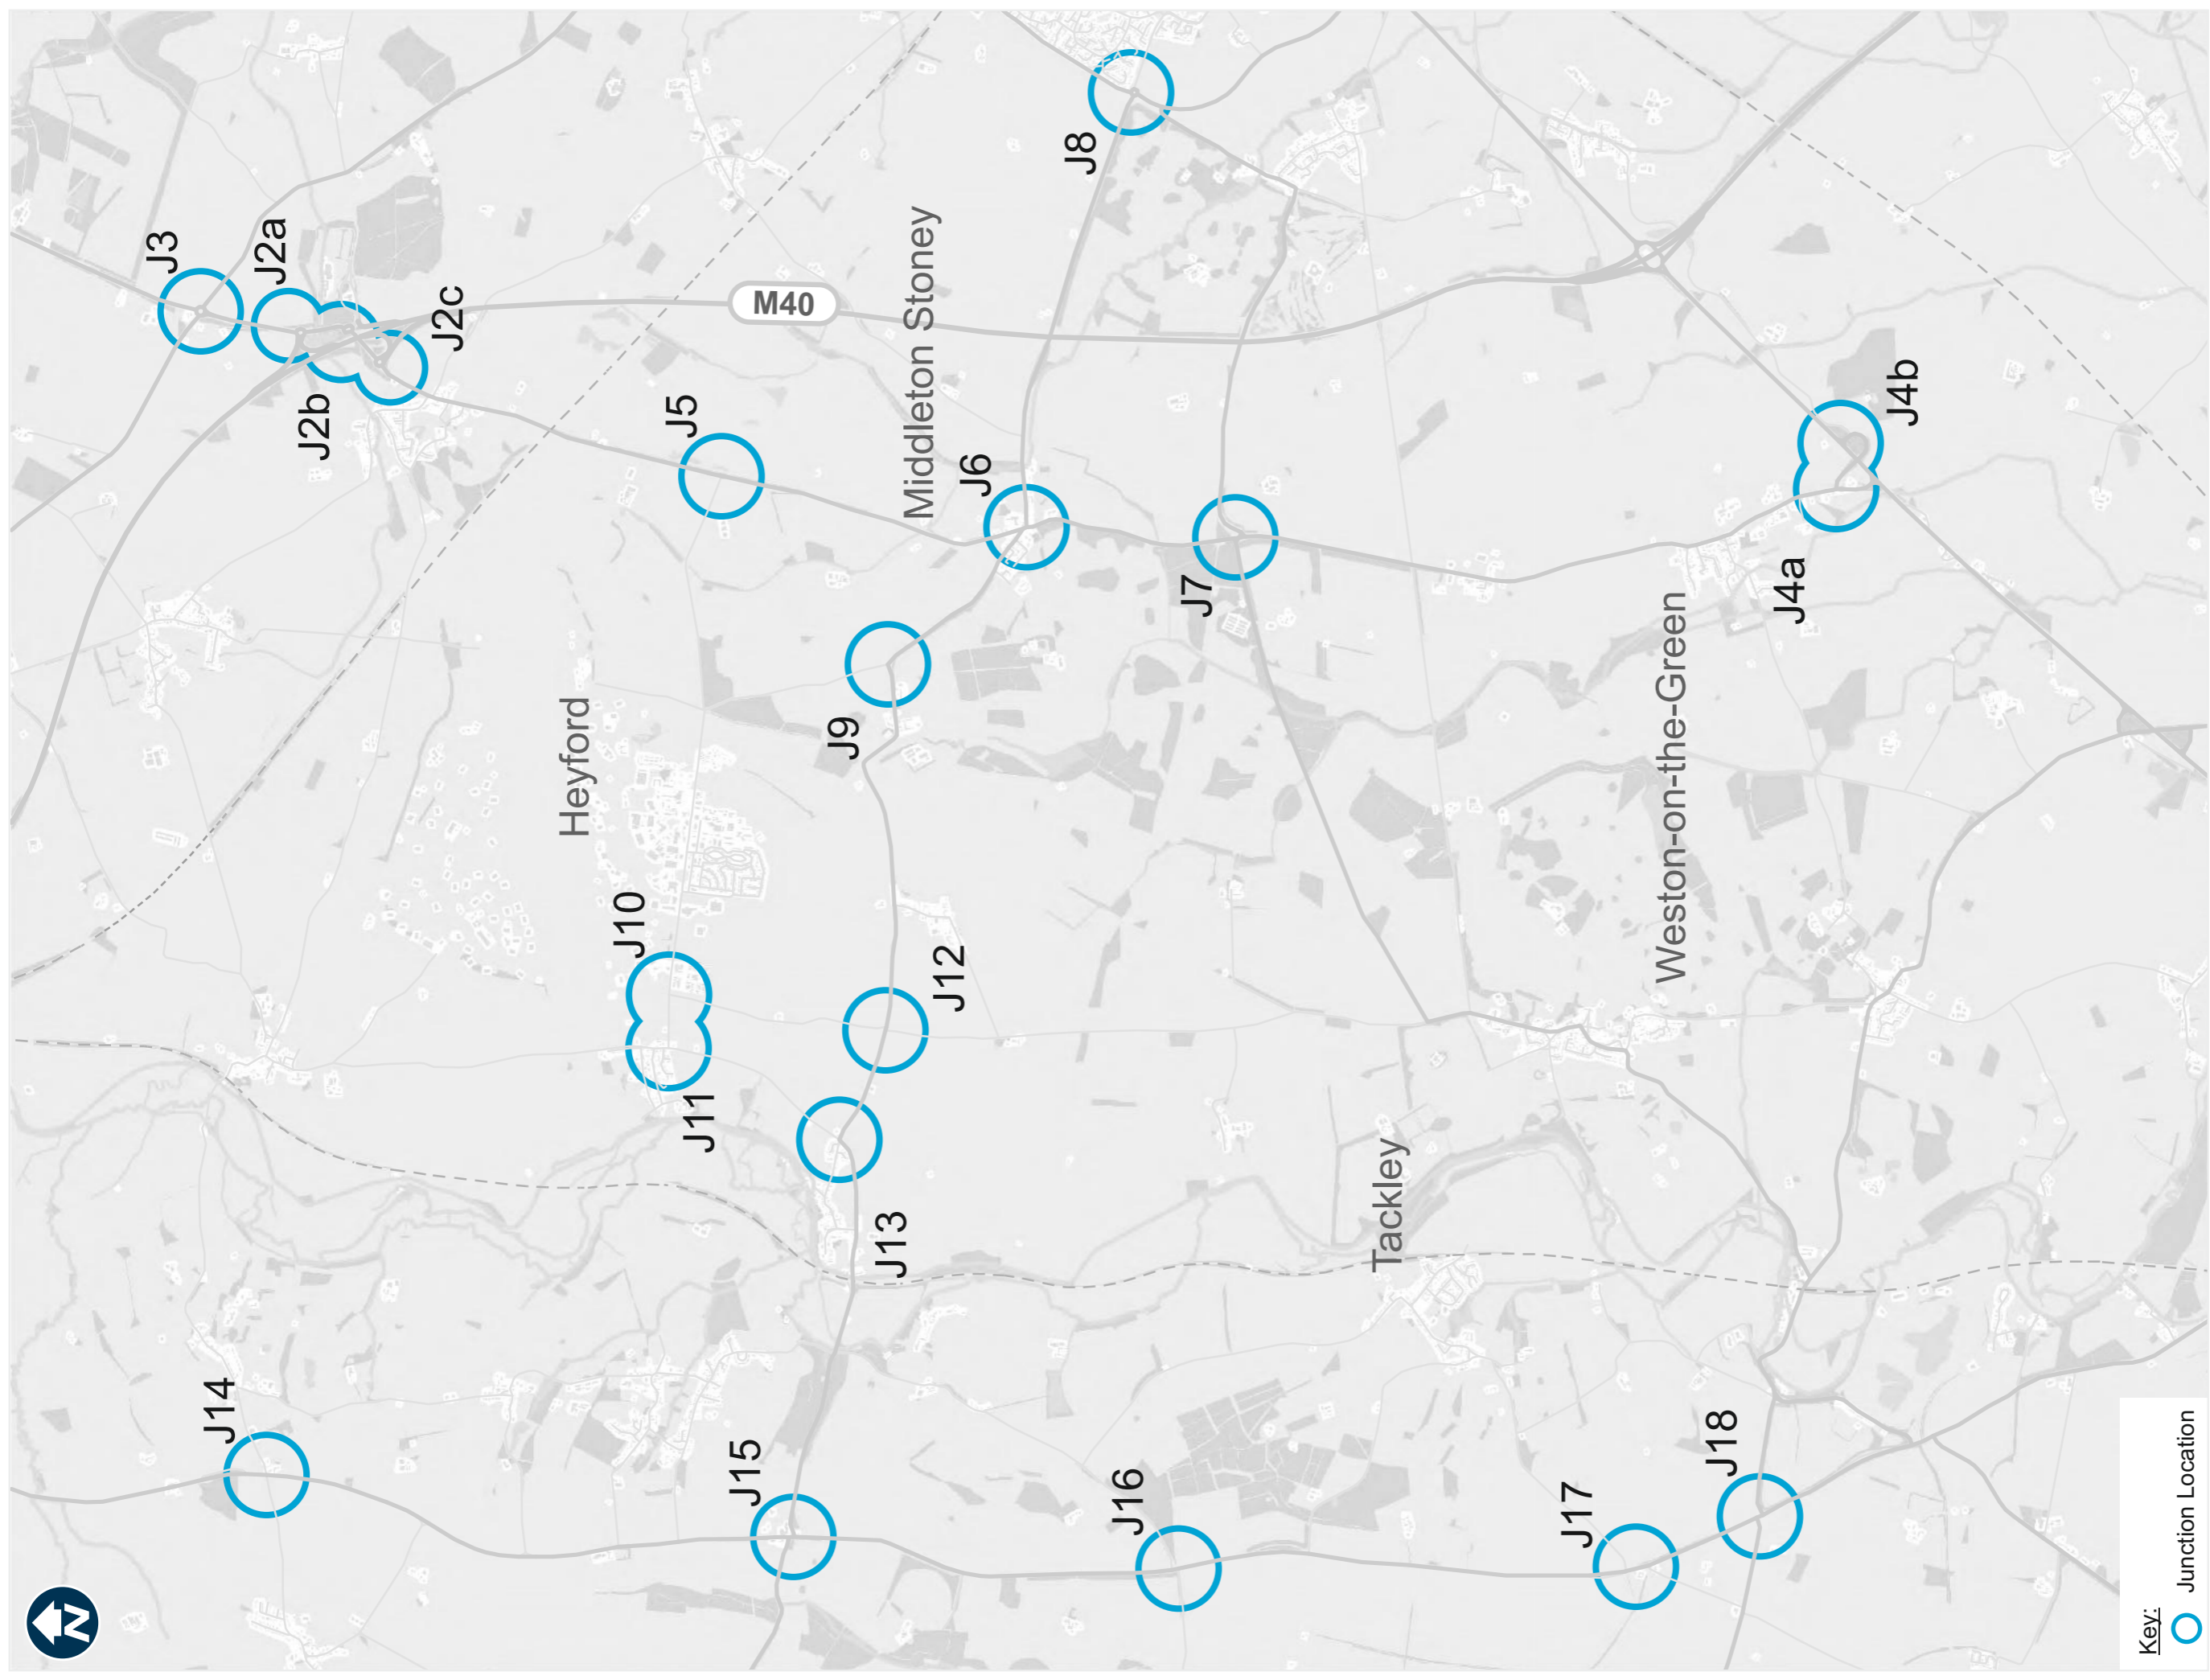 N
J3
J14
J2a
J2b
J2c
Heyford
J10
J5
J11
J15
M40
J9
J13
Middleton Stoney
J12
J6
J8
J16
J7
Tackley
J17
Weston-on-the-Green
J18
J4a
J4b
Key:
Junction Location